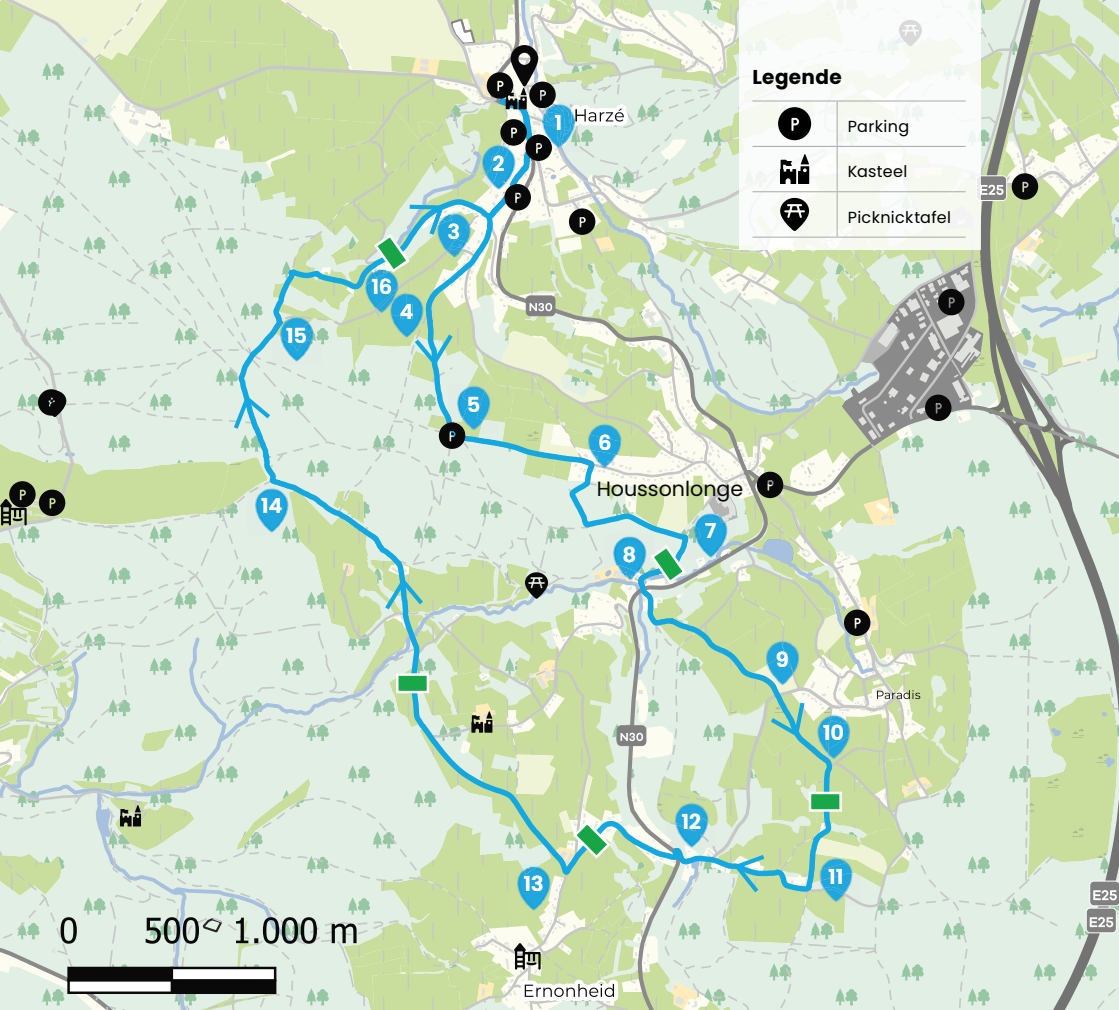 Legende
P Parking
Kasteel
Picknicktafel
P
P
1
Harzé
P
P
2
P
E25
P
3
P
16
4
N30
P
15
5
P
P
6
P
Houssonlonge
P
P
14
7
8
P
9
Paradis
10
N30
12
11
13
E25
E25
0 500 1.000 m
Ernonheid